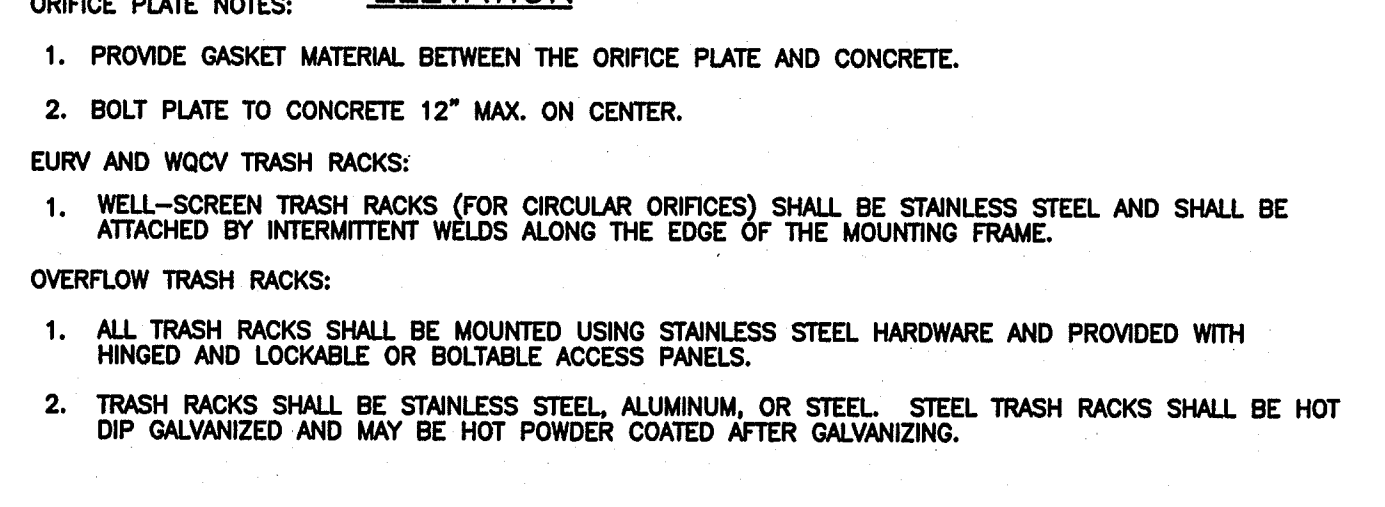 ORIFICE PLATE NOTES:
ELEVATION
1. PROVIDE GASKET MATERIAL BETWEEN THE ORIFICE PLATE AND CONCRETE.
2. BOLT PLATE TO CONCRETE 12" MAX. ON CENTER.
EURV AND WQCV TRASH RACKS:
1. WELL-SCREEN TRASH RACKS (FOR CIRCULAR ORIFICES) SHALL BE STAINLESS STEEL AND SHALL BE
ATTACHED BY INTERMITTENT WELDS ALONG THE EDGE OF THE MOUNTING FRAME.
OVERFLOW TRASH RACKS:
1. ALL TRASH RACKS SHALL BE MOUNTED USING STAINLESS STEEL HARDWARE AND PROVIDED WITH
HINGED AND LOCKABLE OR BOLTABLE ACCESS PANELS.
2. TRASH RACKS SHALL BE STAINLESS STEEL, ALUMINUM, OR STEEL. STEEL TRASH RACKS SHALL BE HOT
DIP GALVANIZED AND MAY BE HOT POWDER COATED AFTER GALVANIZING.